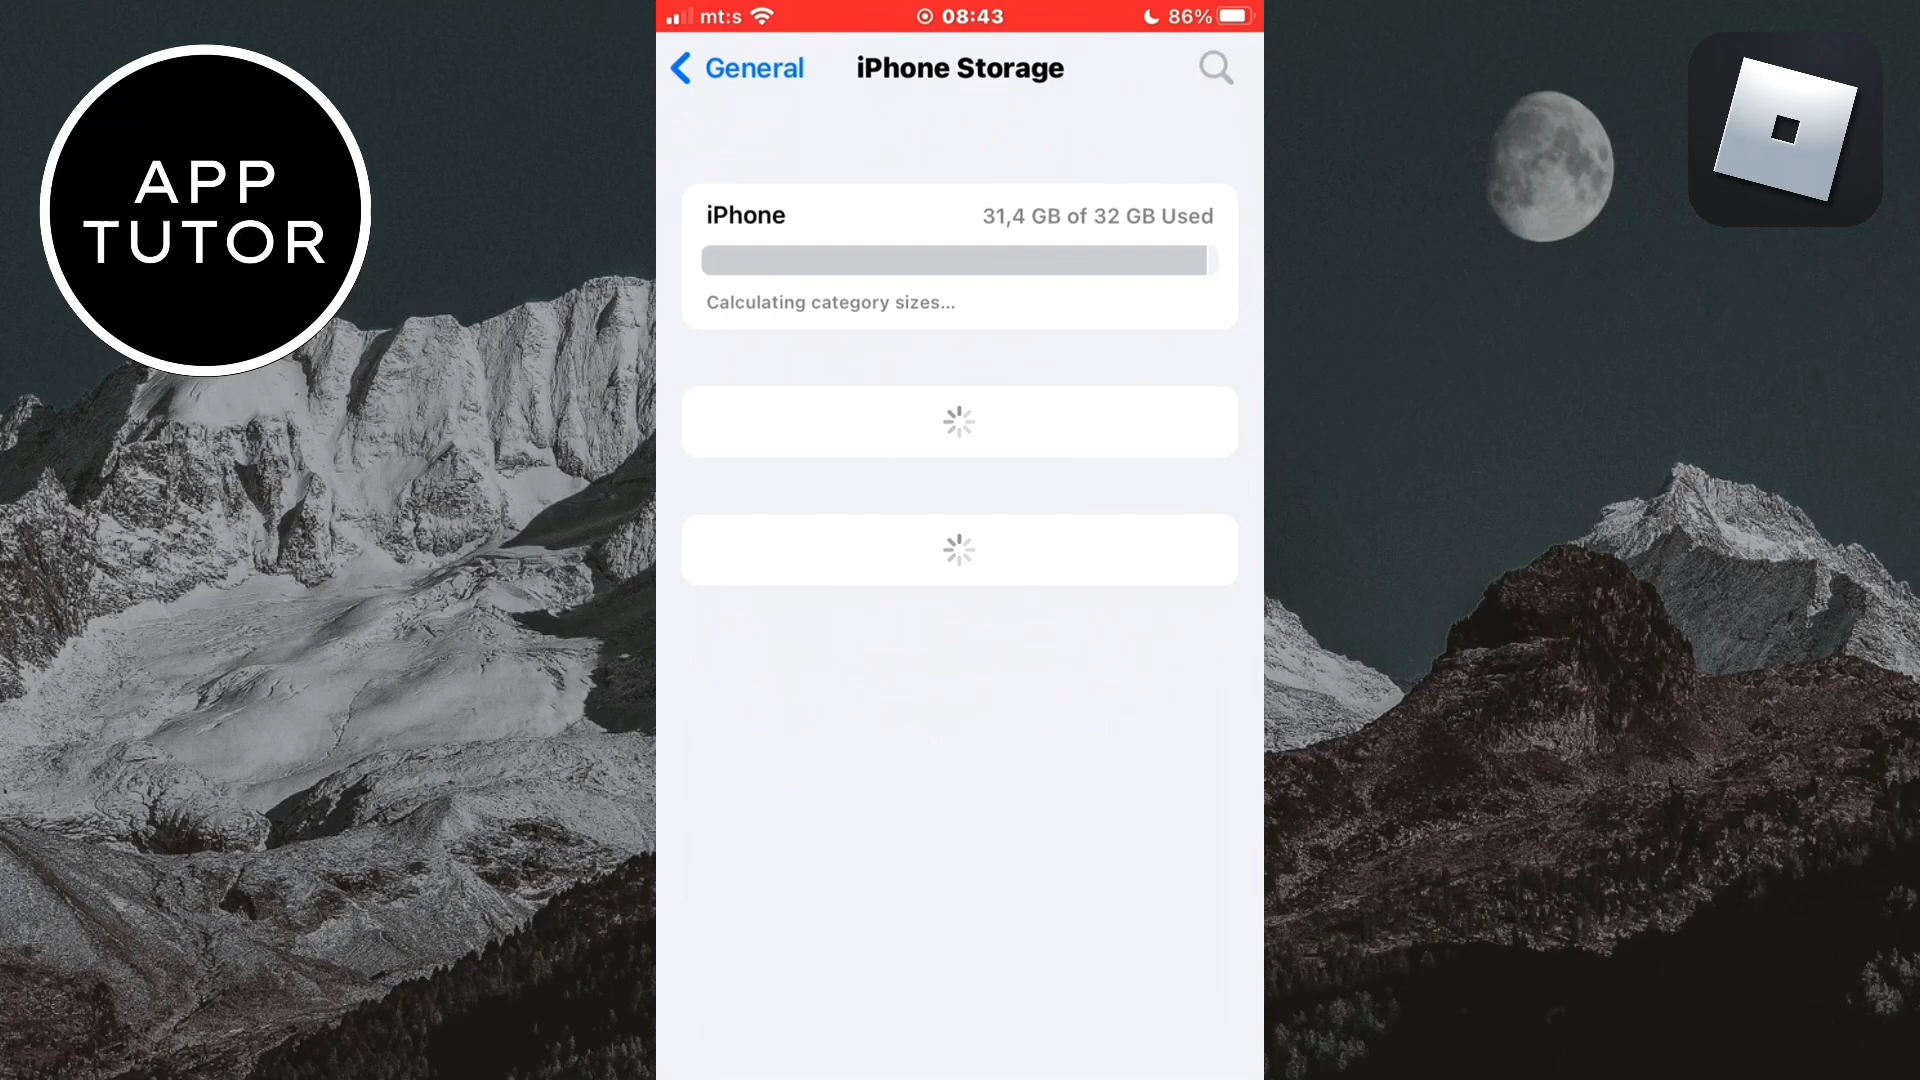 APP
TUTOR
mt:s 08:43 86%
General iPhone Storage
iPhone 31,4 GB of 32 GB Used
Calculating category sizes...